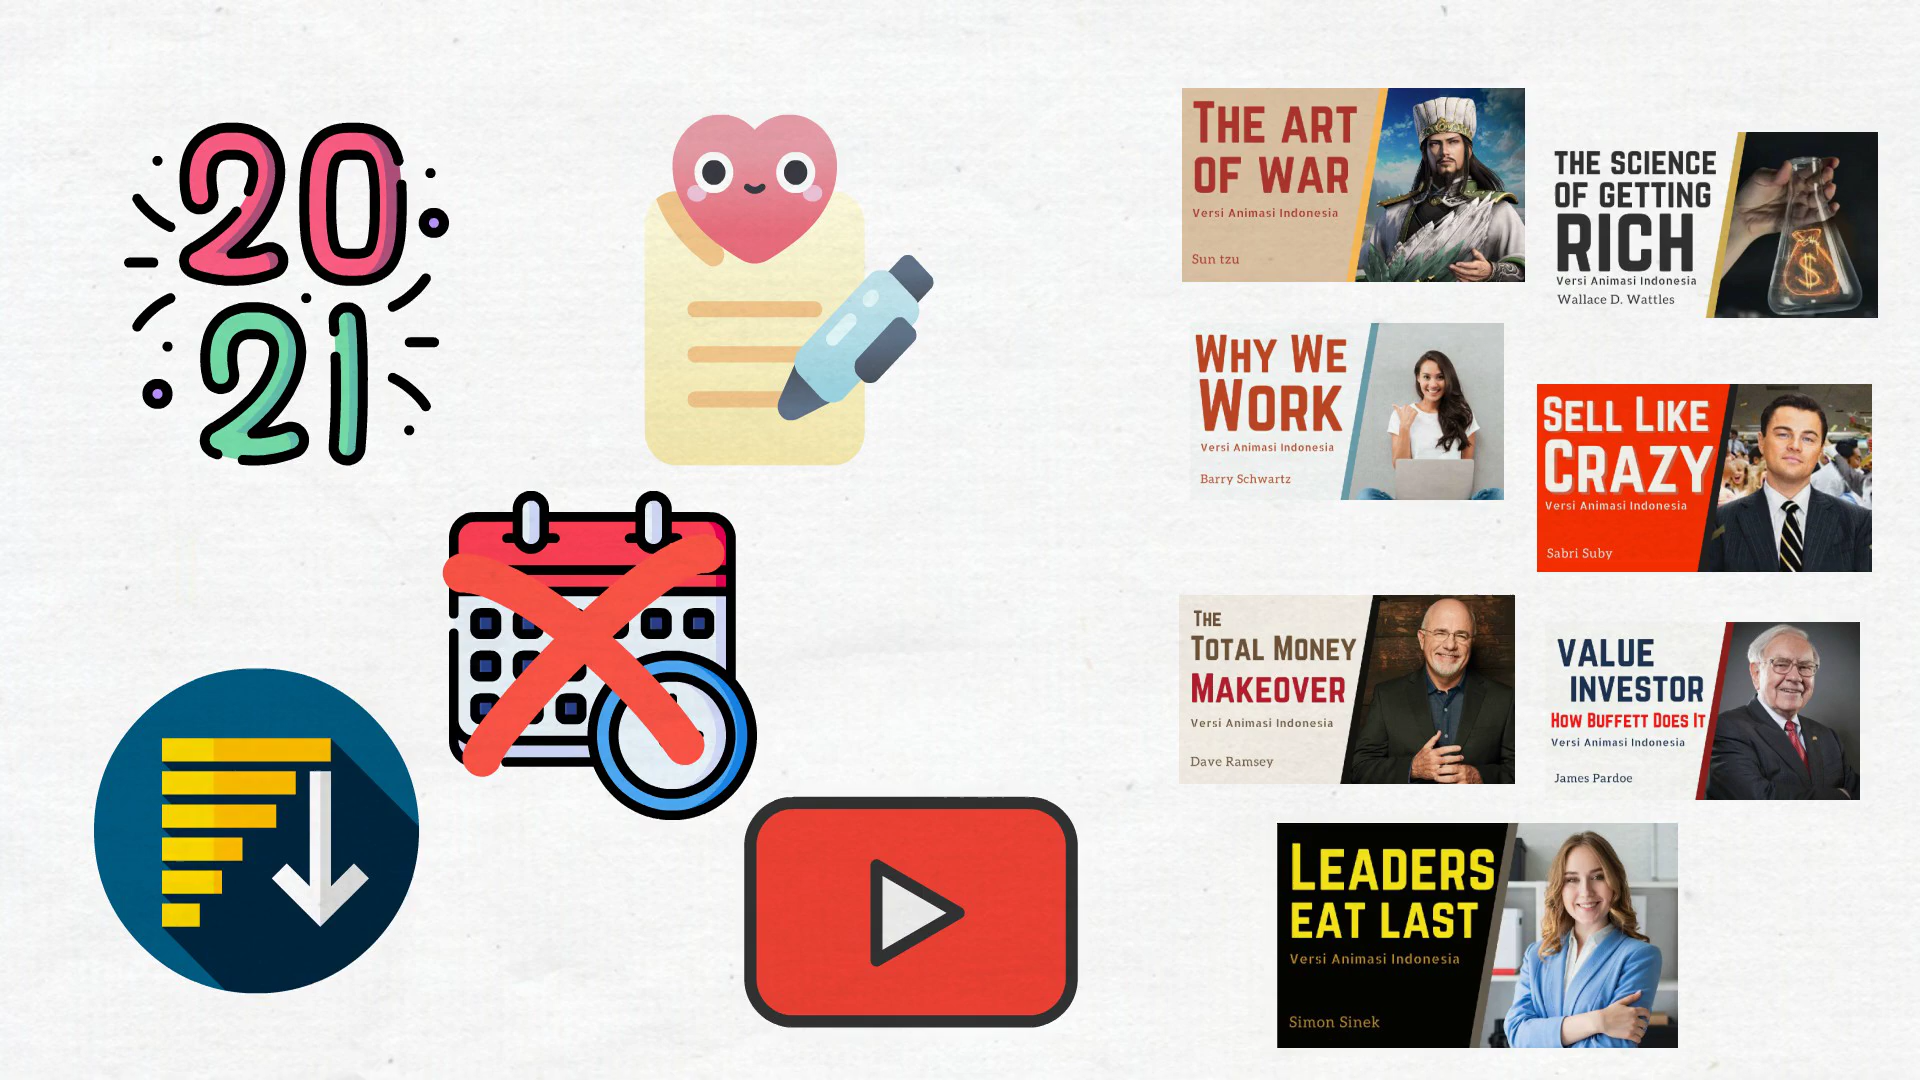 20
21
THE ART
OF WAR
Versi Animasi Indonesia
Sun tzu
THE SCIENCE
OF GETTING
RICH
Versi Animasi Indonesia
Wallace D. Wattles
WHY WE
WORK
Versi Animasi Indonesia
Barry Schwartz
SELL LIKE
CRAZY
Versi Animasi Indonesia
Sabri Suby
THE
TOTAL MONEY
MAKEOVER
Versi Animasi Indonesia
Dave Ramsey
VALUE
INVESTOR
HOW BUFFETT DOES IT
Versi Animasi Indonesia
James Pardoe
LEADERS
EAT LAST
Versi Animasi Indonesia
Simon Sinek